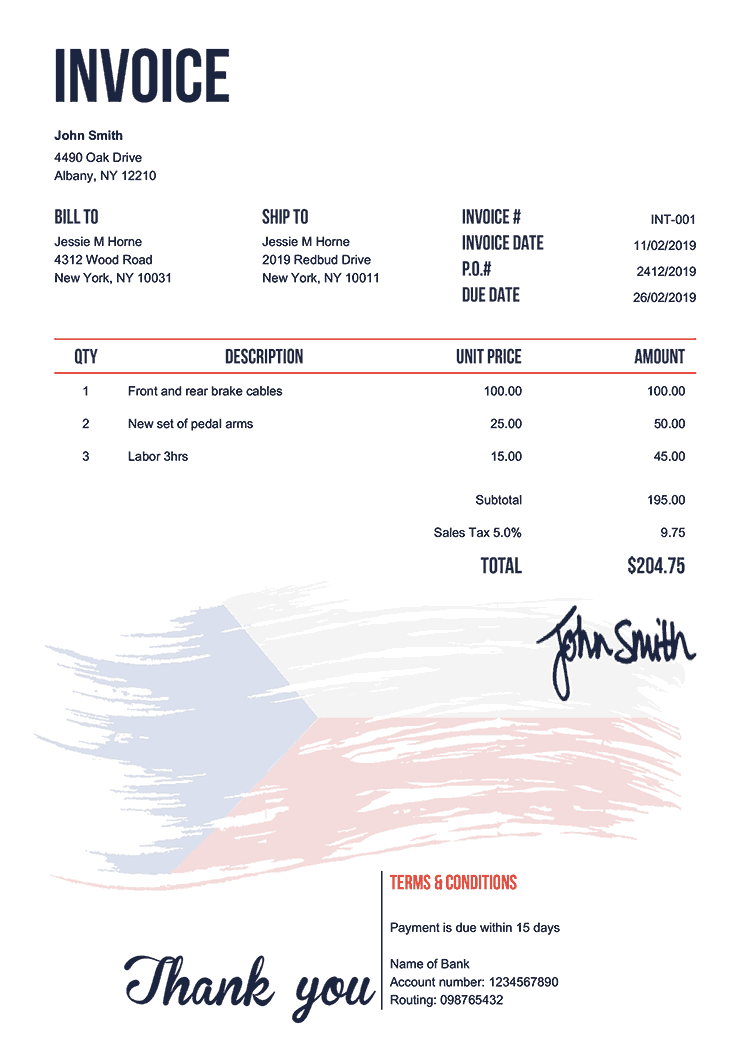 INVOICE
John Smith
4490 Oak Drive
Albany, NY 12210
BILL TO
Jessie M Horne
4312 Wood Road
New York, NY 10031
SHIP TO
Jessie M Horne
2019 Redbud Drive
New York, NY 10011
INVOICE # INT-001
INVOICE DATE 11/02/2019
P.O.# 2412/2019
DUE DATE 26/02/2019
QTY DESCRIPTION UNIT PRICE AMOUNT
1 Front and rear brake cables 100.00 100.00
2 New set of pedal arms 25.00 50.00
3 Labor 3hrs 15.00 45.00
Subtotal 195.00
Sales Tax 5.0% 9.75
TOTAL $204.75
John Smith
TERMS & CONDITIONS
Payment is due within 15 days
Name of Bank
Account number: 1234567890
Routing: 098765432
Thank you